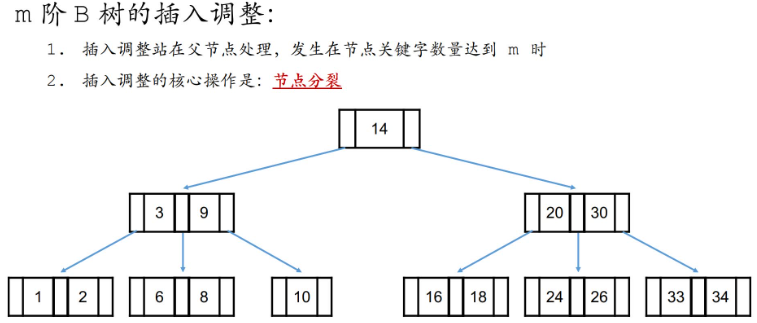 m 阶 B 树的插入调整:
1. 插入调整站在父节点处理，发生在节点关键字数量达到 m 时
2. 插入调整的核心操作是: 节点分裂
14
3 9 20 30
1 2 6 8 10 16 18 24 26 33 34